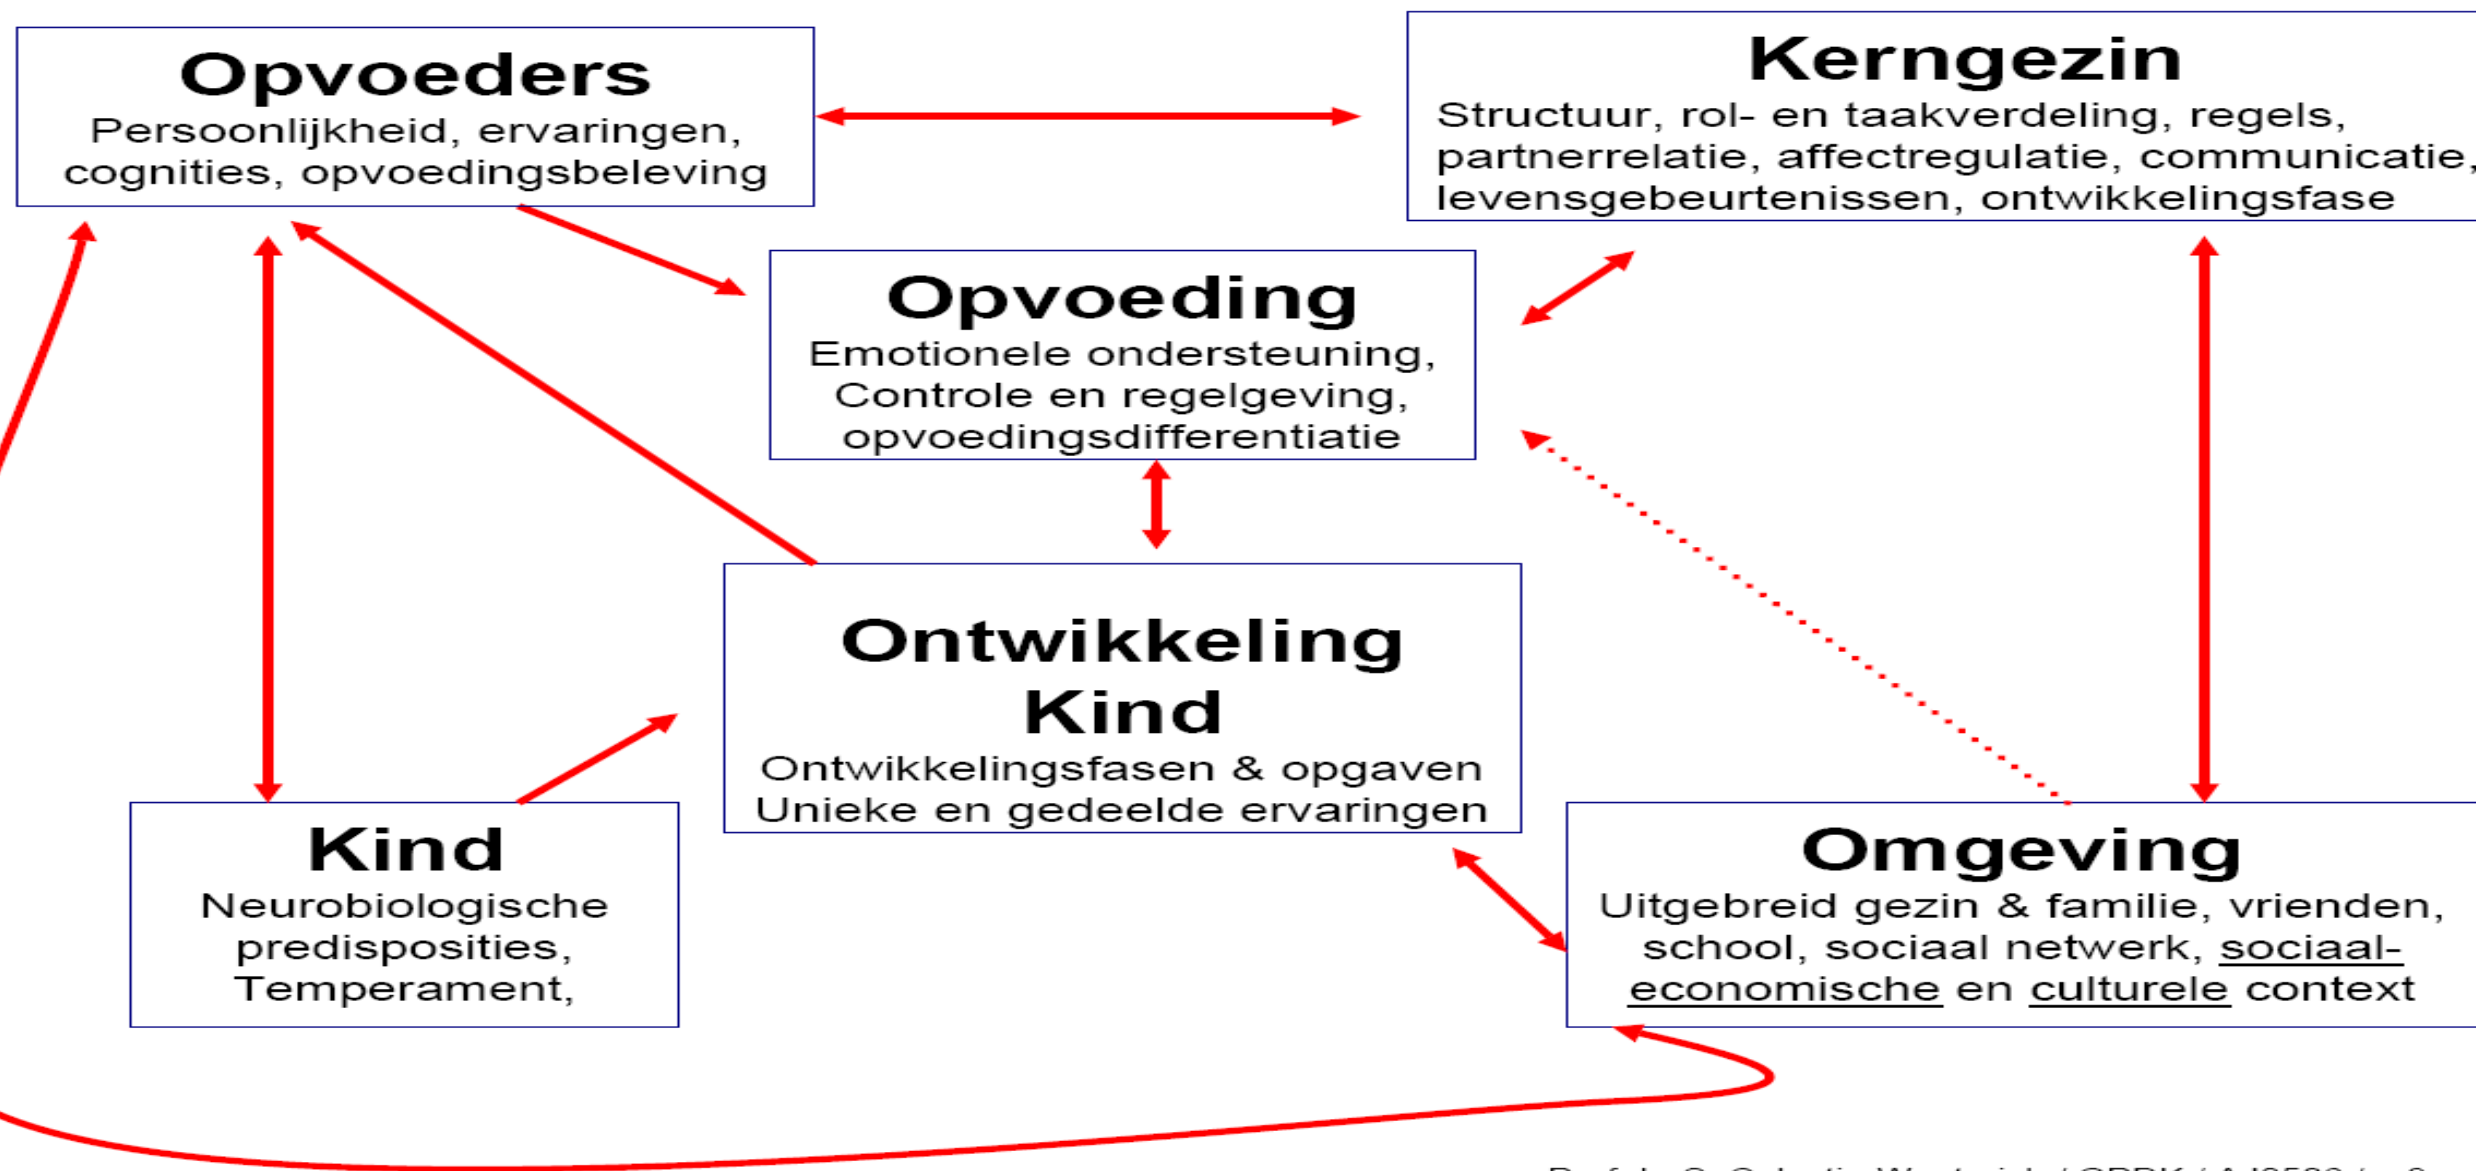 Opvoeders
Persoonlijkheid, ervaringen,
cognities, opvoedingsbeleving
Kerngezin
Structuur, rol- en taakverdeling, regels,
partnerrelatie, affectregulatie, communicatie,
levensgebeurtenissen, ontwikkelingsfase
Opvoeding
Emotionele ondersteuning,
Controle en regelgeving,
opvoedingsdifferentiatie
Ontwikkeling
Kind
Ontwikkelingsfasen & opgaven
Unieke en gedeelde ervaringen
Kind
Neurobiologische
predisposities,
Temperament,
Omgeving
Uitgebreid gezin & familie, vrienden,
school, sociaal netwerk, sociaal-
economische en culturele context